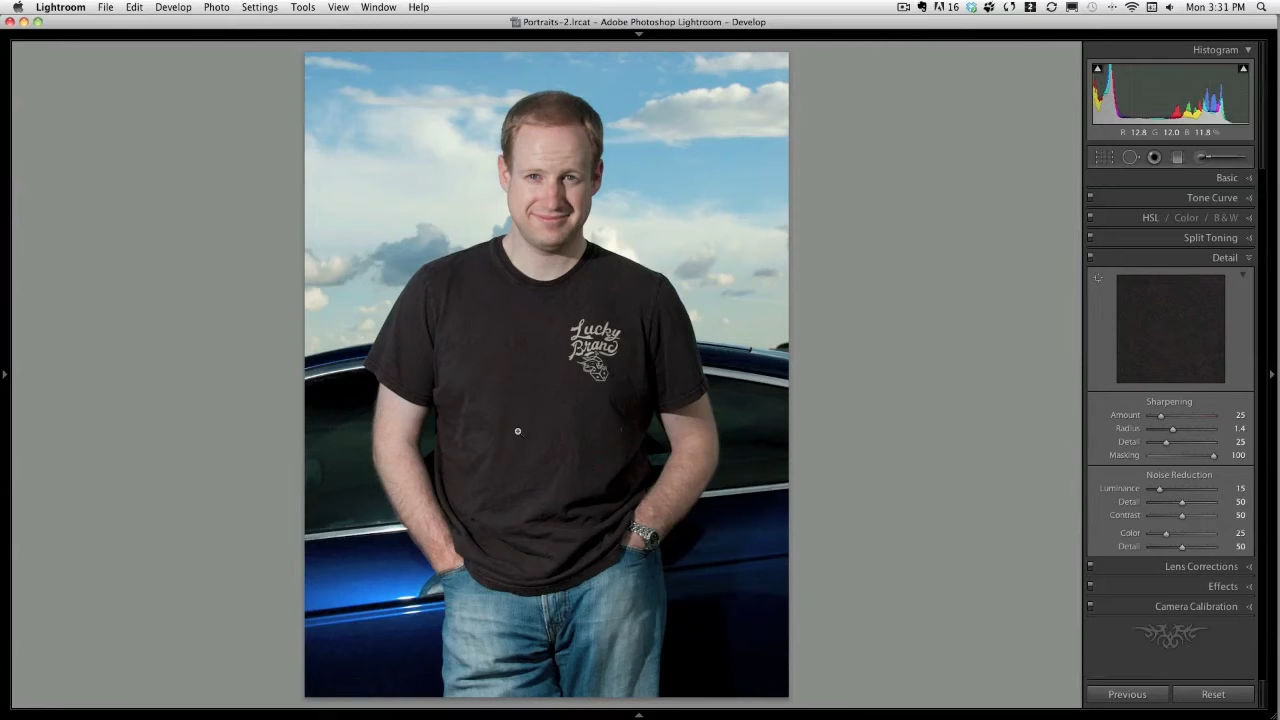 Lightroom File Edit Develop Photo Settings Tools View Window Help 16 2 Mon 3:31 PM
Portraits-2.lrcat - Adobe Photoshop Lightroom - Develop
Histogram
R 12.8 G 12.0 B 11.8 %
Basic
Tone Curve
HSL / Color / B & W
Split Toning
Detail
Lucky
Brand
Sharpening
Amount 25
Radius 1.4
Detail 25
Masking 100
Noise Reduction
Luminance 15
Detail 50
Contrast 50
Color 25
Detail 50
Lens Corrections
Effects
Camera Calibration
Previous Reset